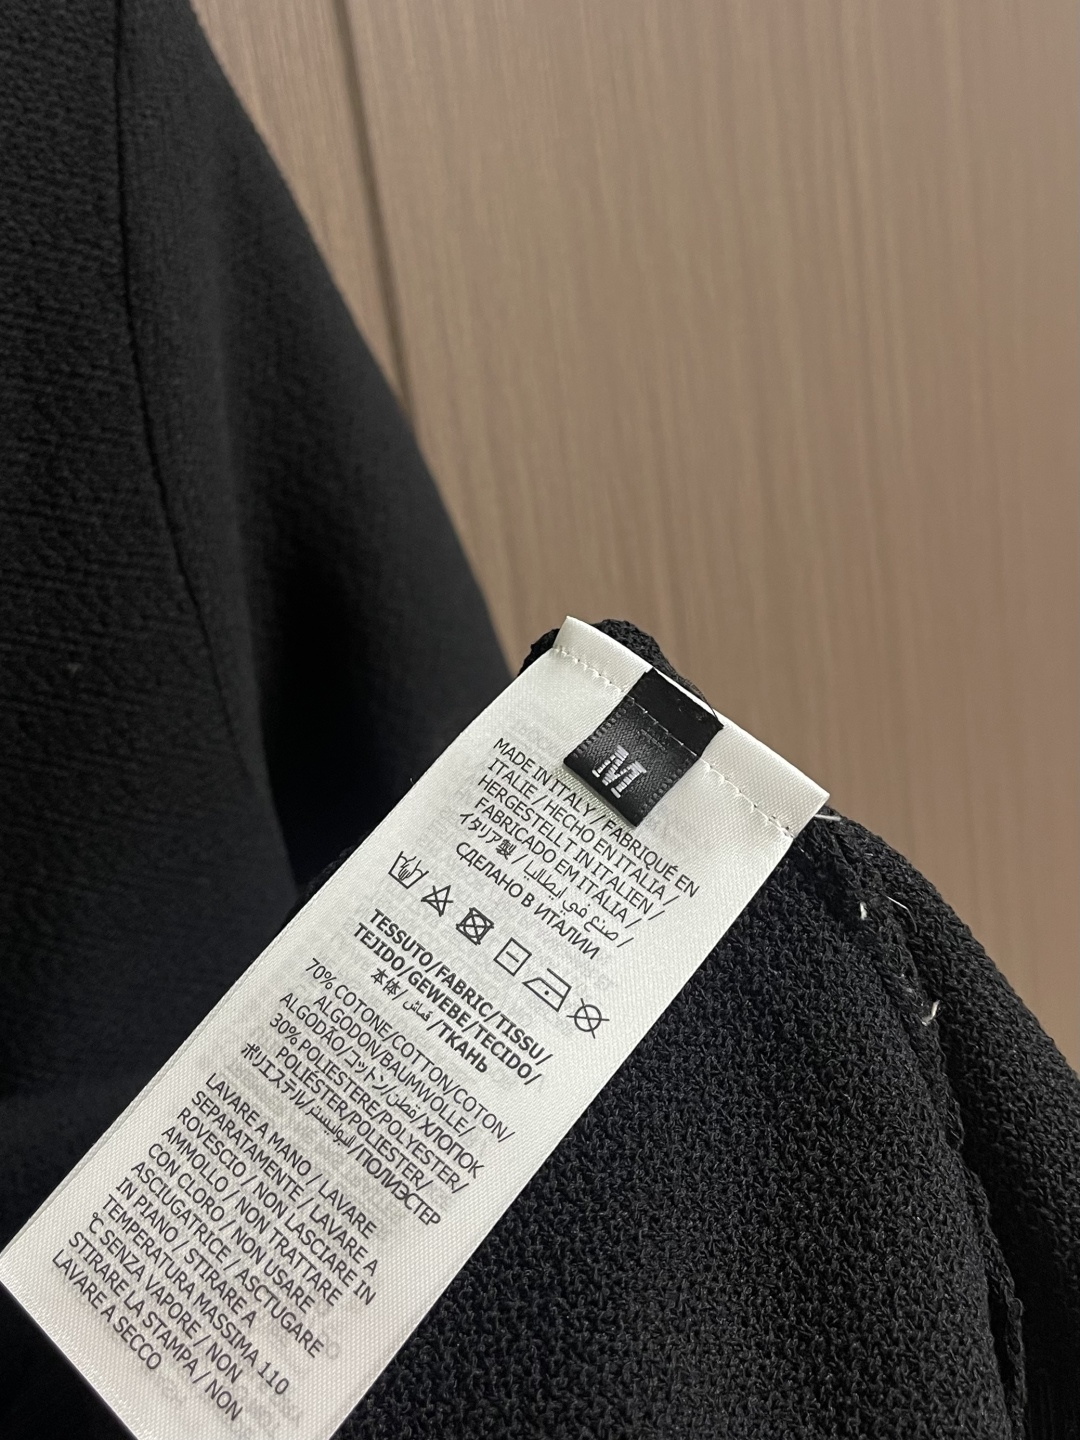 M
MADE IN ITALY / FABRIQUÉ EN
ITALIE / HECHO EN ITALIA /
HERGESTELLT IN ITALIEN /
FABRICADO EM ITÁLIA /
イタリア製 / صنع في ايطاليا /
СДЕЛАНО В ИТАЛИИ
TESSUTO/FABRIC/TISSU/
TEJIDO/GEWEBE/TECIDO/
本体/ قماش /ТКАНЬ
70% COTONE/COTTON/COTON/
ALGODON/BAUMWOLLE/
ALGODÃO/コットン/قطن/ХЛОПОК
30% POLIESTERE/POLYESTER/
POLIÉSTER/POLIESTER/
ポリエステル/البوليستر/ПОЛИЭСТЕР
LAVARE A MANO / LAVARE
SEPARATAMENTE / LAVARE A
ROVESCIO / NON LASCIARE IN
AMMOLLO / NON TRATTARE
CON CLORO / NON USARE
ASCIUGATRICE / ASCTUGARE
IN PIANO / STIRARE A
TEMPERATURA MASSIMA 110
℃ SENZA VAPORE / NON
STIRARE LA STAMPA / NON
LAVARE A SECCO